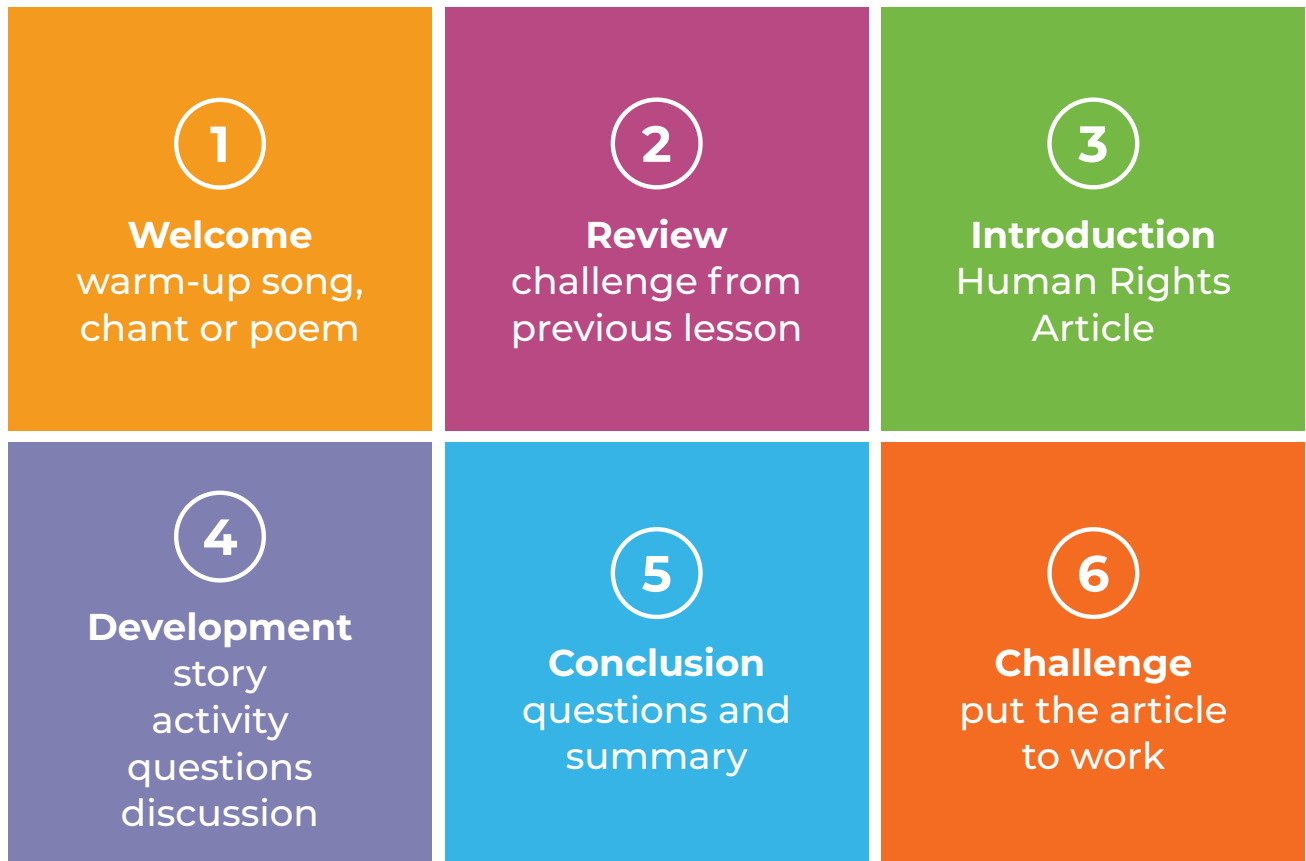 1
Welcome
warm-up song,
chant or poem
2
Review
challenge from
previous lesson
3
Introduction
Human Rights
Article
4
Development
story
activity
questions
discussion
5
Conclusion
questions and
summary
6
Challenge
put the article
to work